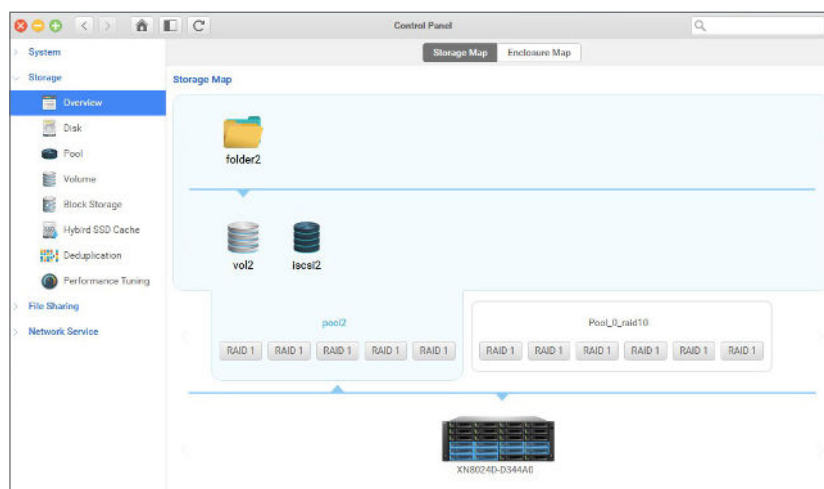 Control Panel
Storage Map Enclosure Map
System
Storage
Overview
Disk
Pool
Volume
Block Storage
Hybird SSD Cache
Deduplication
Performance Tuning
File Sharing
Network Service
Storage Map
folder2
vol2 iscsi2
pool2 Pool_0_raid10
RAID 1 RAID 1 RAID 1 RAID 1 RAID 1 RAID 1 RAID 1 RAID 1 RAID 1 RAID 1 RAID 1
XN8024D-D344A0